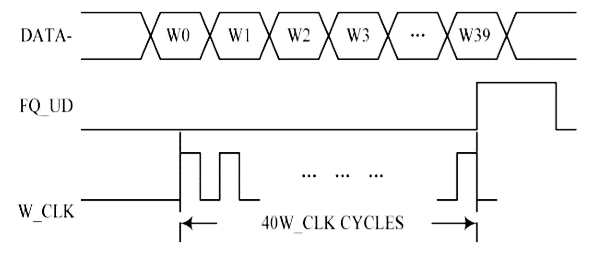 DATA- W0 W1 W2 W3 ... W39
FQ_UD
... ... ...
W_CLK
40W_CLK CYCLES